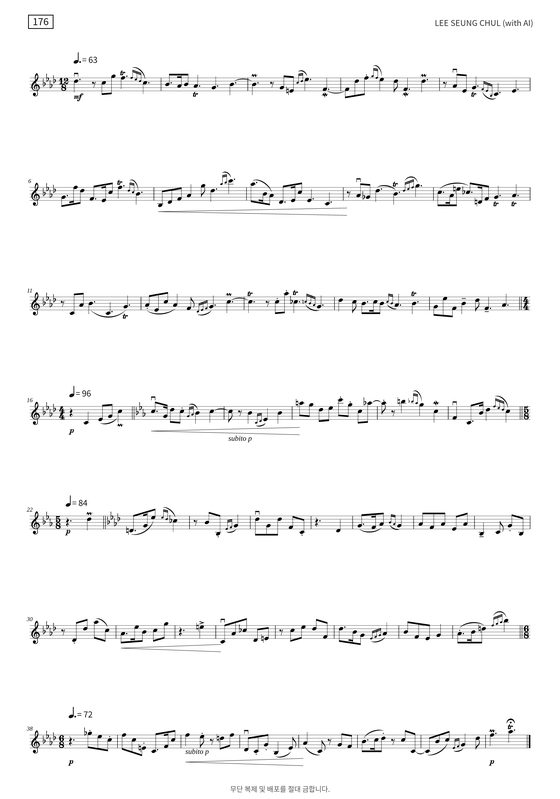 176
LEE SEUNG CHUL (with AI)
= 63
mf
6
11
= 96
16
p
subito p
= 84
22
p
30
= 72
38
p
subito p
p
무단 복제 및 배포를 절대 금합니다.